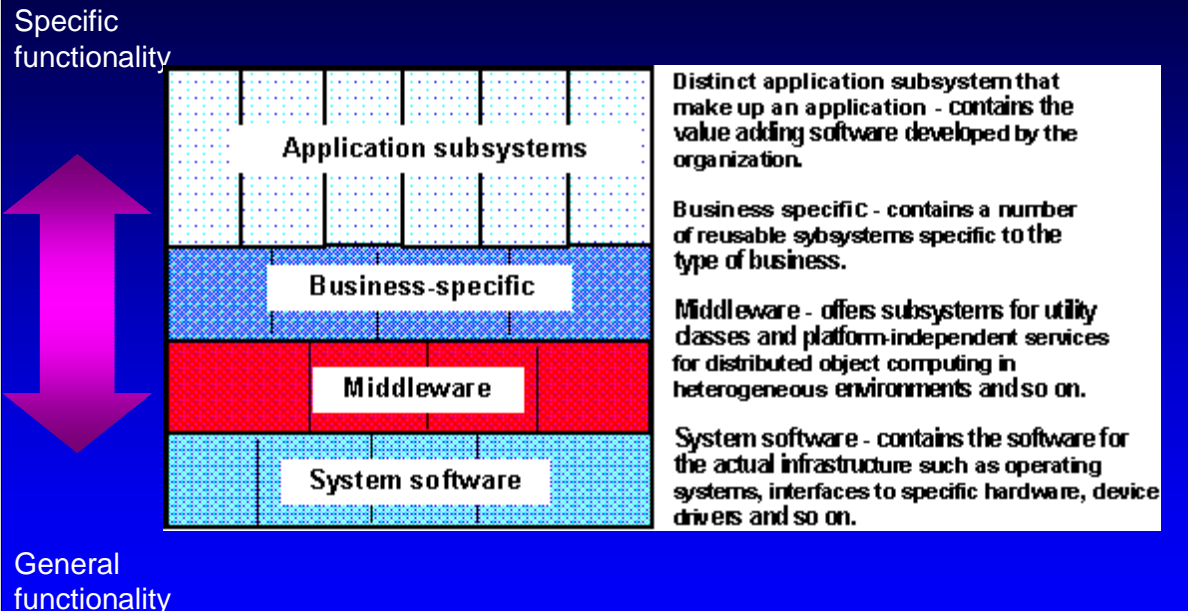 Specific
functionality
Application subsystems
Distinct application subsystem that
make up an application - contains the
value adding software developed by the
organization.
Business-specific
Business specific - contains a number
of reusable sybsystems specific to the
type of business.
Middleware
Middleware - offers subsystems for utility
classes and platform-independent services
for distributed object computing in
heterogeneous environments and so on.
System software
System software - contains the software for
the actual infrastructure such as operating
systems, interfaces to specific hardware, device
drivers and so on.
General
functionality